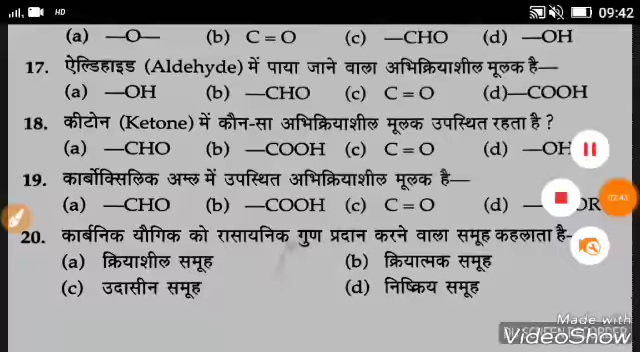 HD 09:42
(a) —O— (b) C = O (c) —CHO (d) —OH
17. ऐल्डिहाइड (Aldehyde) में पाया जाने वाला अभिक्रियाशील मूलक है—
(a) —OH (b) —CHO (c) C = O (d)—COOH
18. कीटोन (Ketone) में कौन-सा अभिक्रियाशील मूलक उपस्थित रहता है ?
(a) —CHO (b) —COOH (c) C = O (d) —OH
19. कार्बोक्सिलिक अम्ल में उपस्थित अभिक्रियाशील मूलक है—
(a) —CHO (b) —COOH (c) C = O (d)
20. कार्बनिक यौगिक को रासायनिक गुण प्रदान करने वाला समूह कहलाता है-
(a) क्रियाशील समूह (b) क्रियात्मक समूह
(c) उदासीन समूह (d) निष्क्रिय समूह
Made with
VideoShow